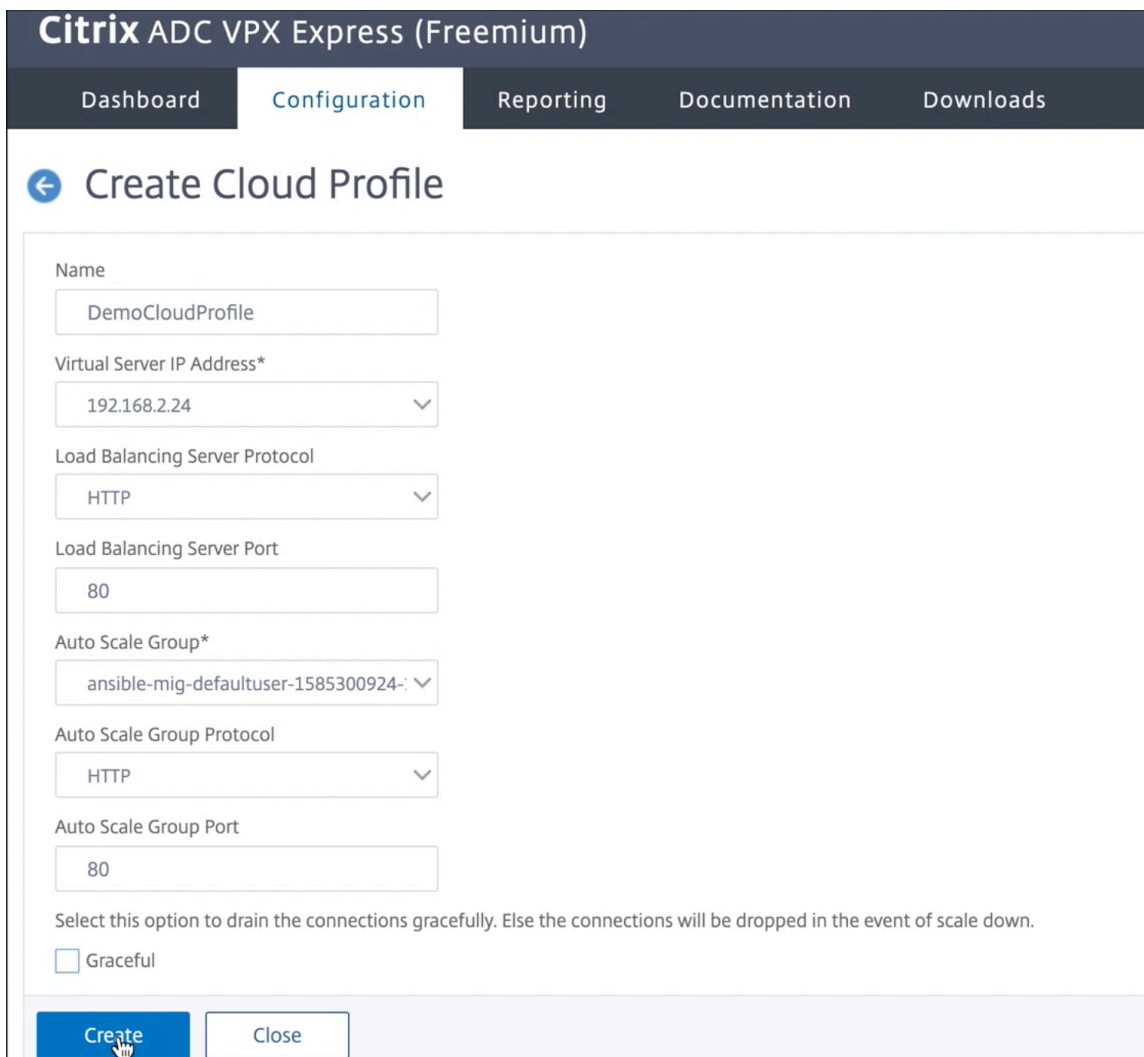 Citrix ADC VPX Express (Freemium)
Dashboard Configuration Reporting Documentation Downloads
Create Cloud Profile
Name
DemoCloudProfile
Virtual Server IP Address*
192.168.2.24
Load Balancing Server Protocol
HTTP
Load Balancing Server Port
80
Auto Scale Group*
ansible-mig-defaultuser-1585300924-
Auto Scale Group Protocol
HTTP
Auto Scale Group Port
80
Select this option to drain the connections gracefully. Else the connections will be dropped in the event of scale down.
Graceful
Create Close